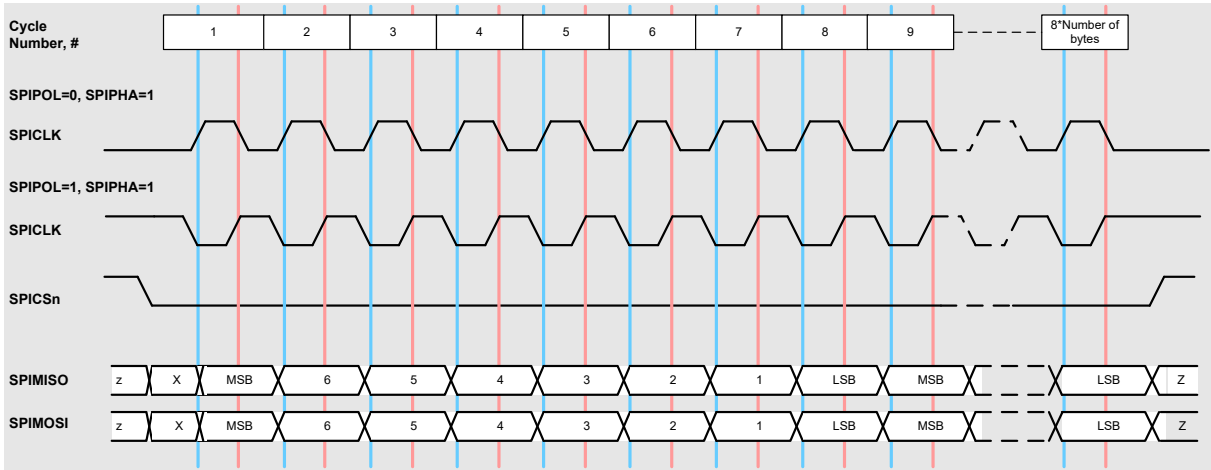 Cycle
Number, #
1 2 3 4 5 6 7 8 9
8*Number of
bytes
SPIPOL=0, SPIPHA=1
SPICLK
SPIPOL=1, SPIPHA=1
SPICLK
SPICSn
SPIMISO z X MSB 6 5 4 3 2 1 LSB MSB LSB Z
SPIMOSI z X MSB 6 5 4 3 2 1 LSB MSB LSB Z